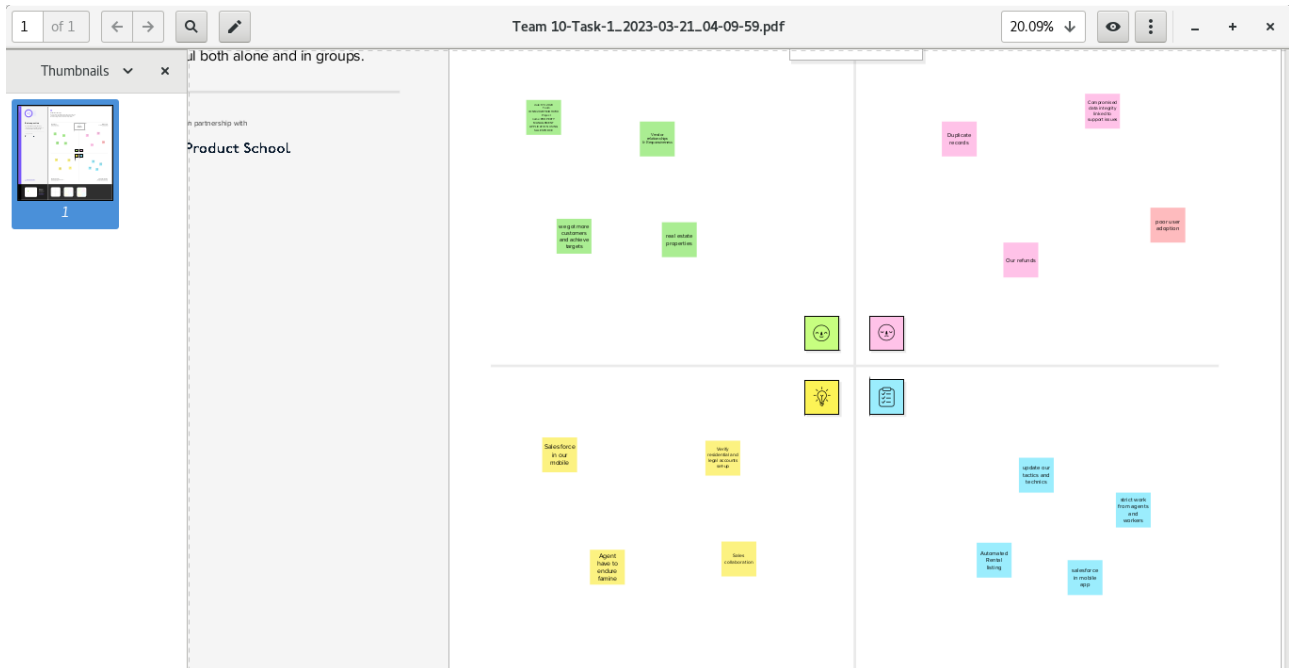 1
of 1
Team 10-Task-1_2023-03-21_04-09-59.pdf
20.09%
Thumbnails
1
ul both alone and in groups.
n partnership with
Product School
Vendor
relationships
we got more
customers
and achieve
targets
real estate
properties
Duplicate
records
Compromised
data integrity
linked to
support issues
poor user
adoption
Our refunds
Salesforce
in our
mobile
Verify
residential and
legal accounts
set up
Agent
have to
endure
famine
Sales
collaboration
update our
tactics and
technics
strict work
from agents
and
workers
Automated
Rental
listing
salesforce
in mobile
app